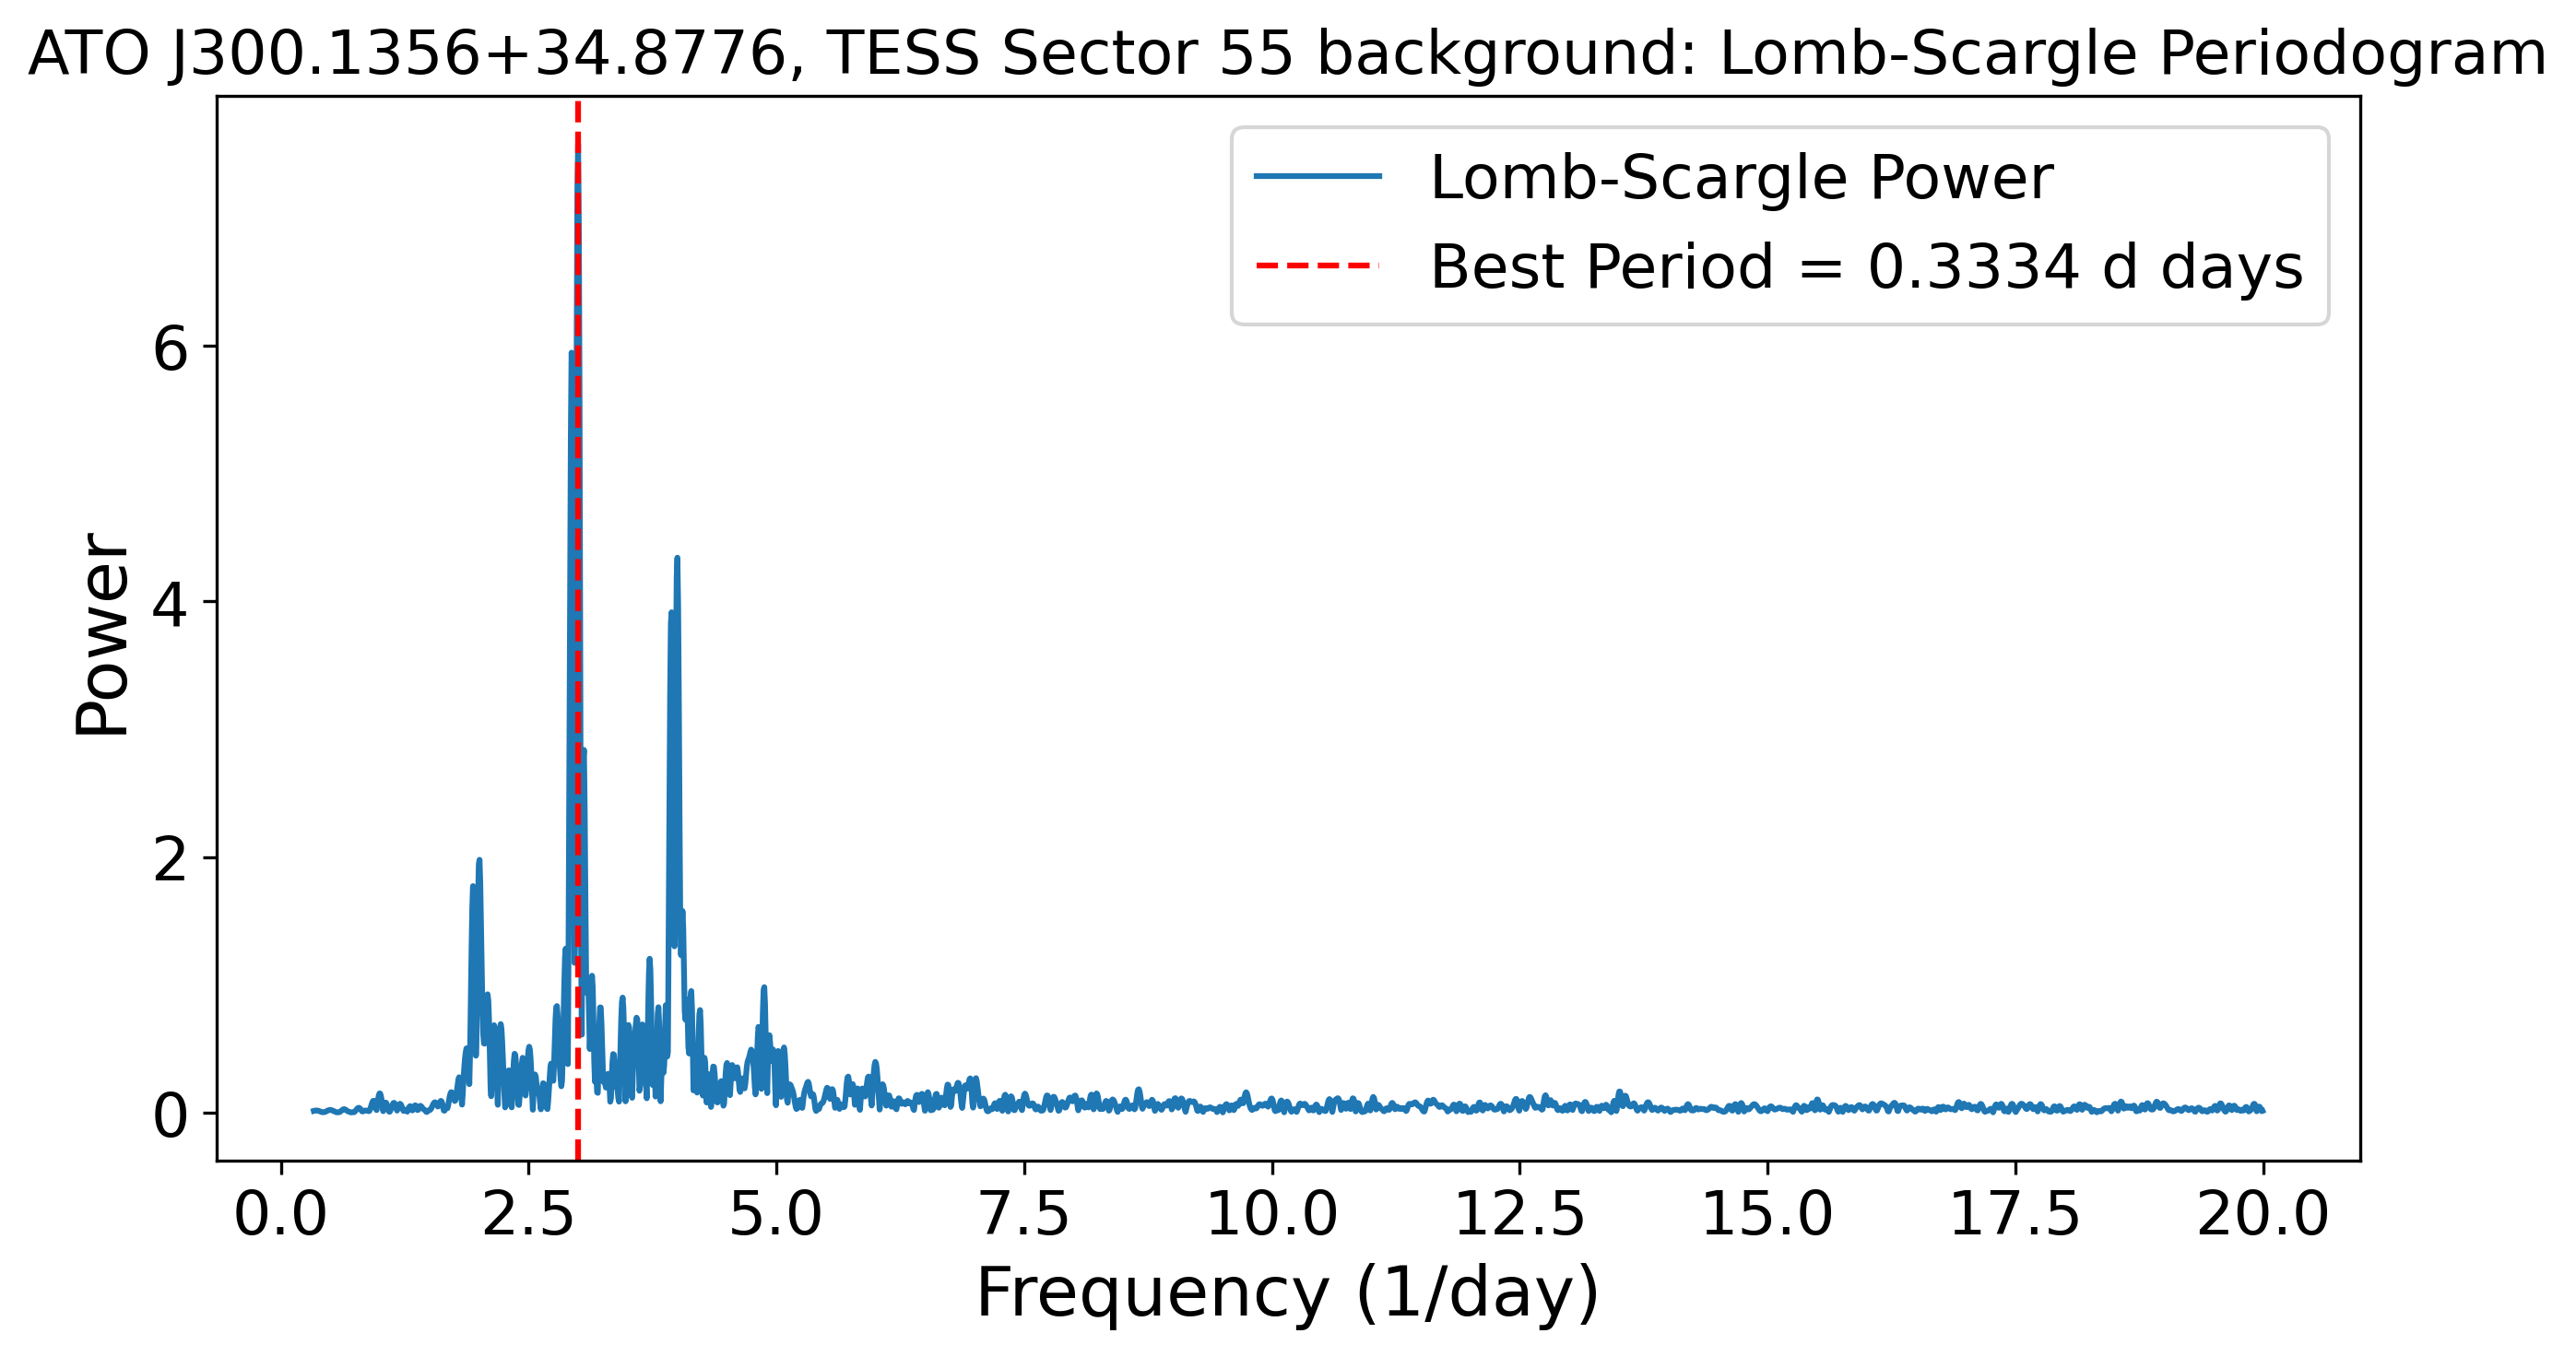 ATO J300.1356+34.8776, TESS Sector 55 background: Lomb-Scargle Periodogram
Lomb-Scargle Power
Best Period = 0.3334 d days
Power
6
4
2
0
0.0 2.5 5.0 7.5 10.0 12.5 15.0 17.5 20.0
Frequency (1/day)